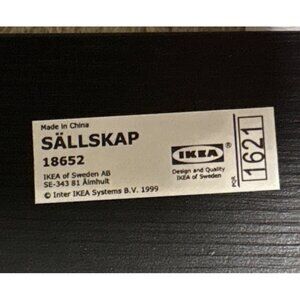 Made in China
SÄLLSKAP
18652
IKEA of Sweden AB
SE-343 81 Älmhult
© Inter IKEA Systems B.V. 1999
IKEA
Design and Quality
IKEA of Sweden
PQR
1621